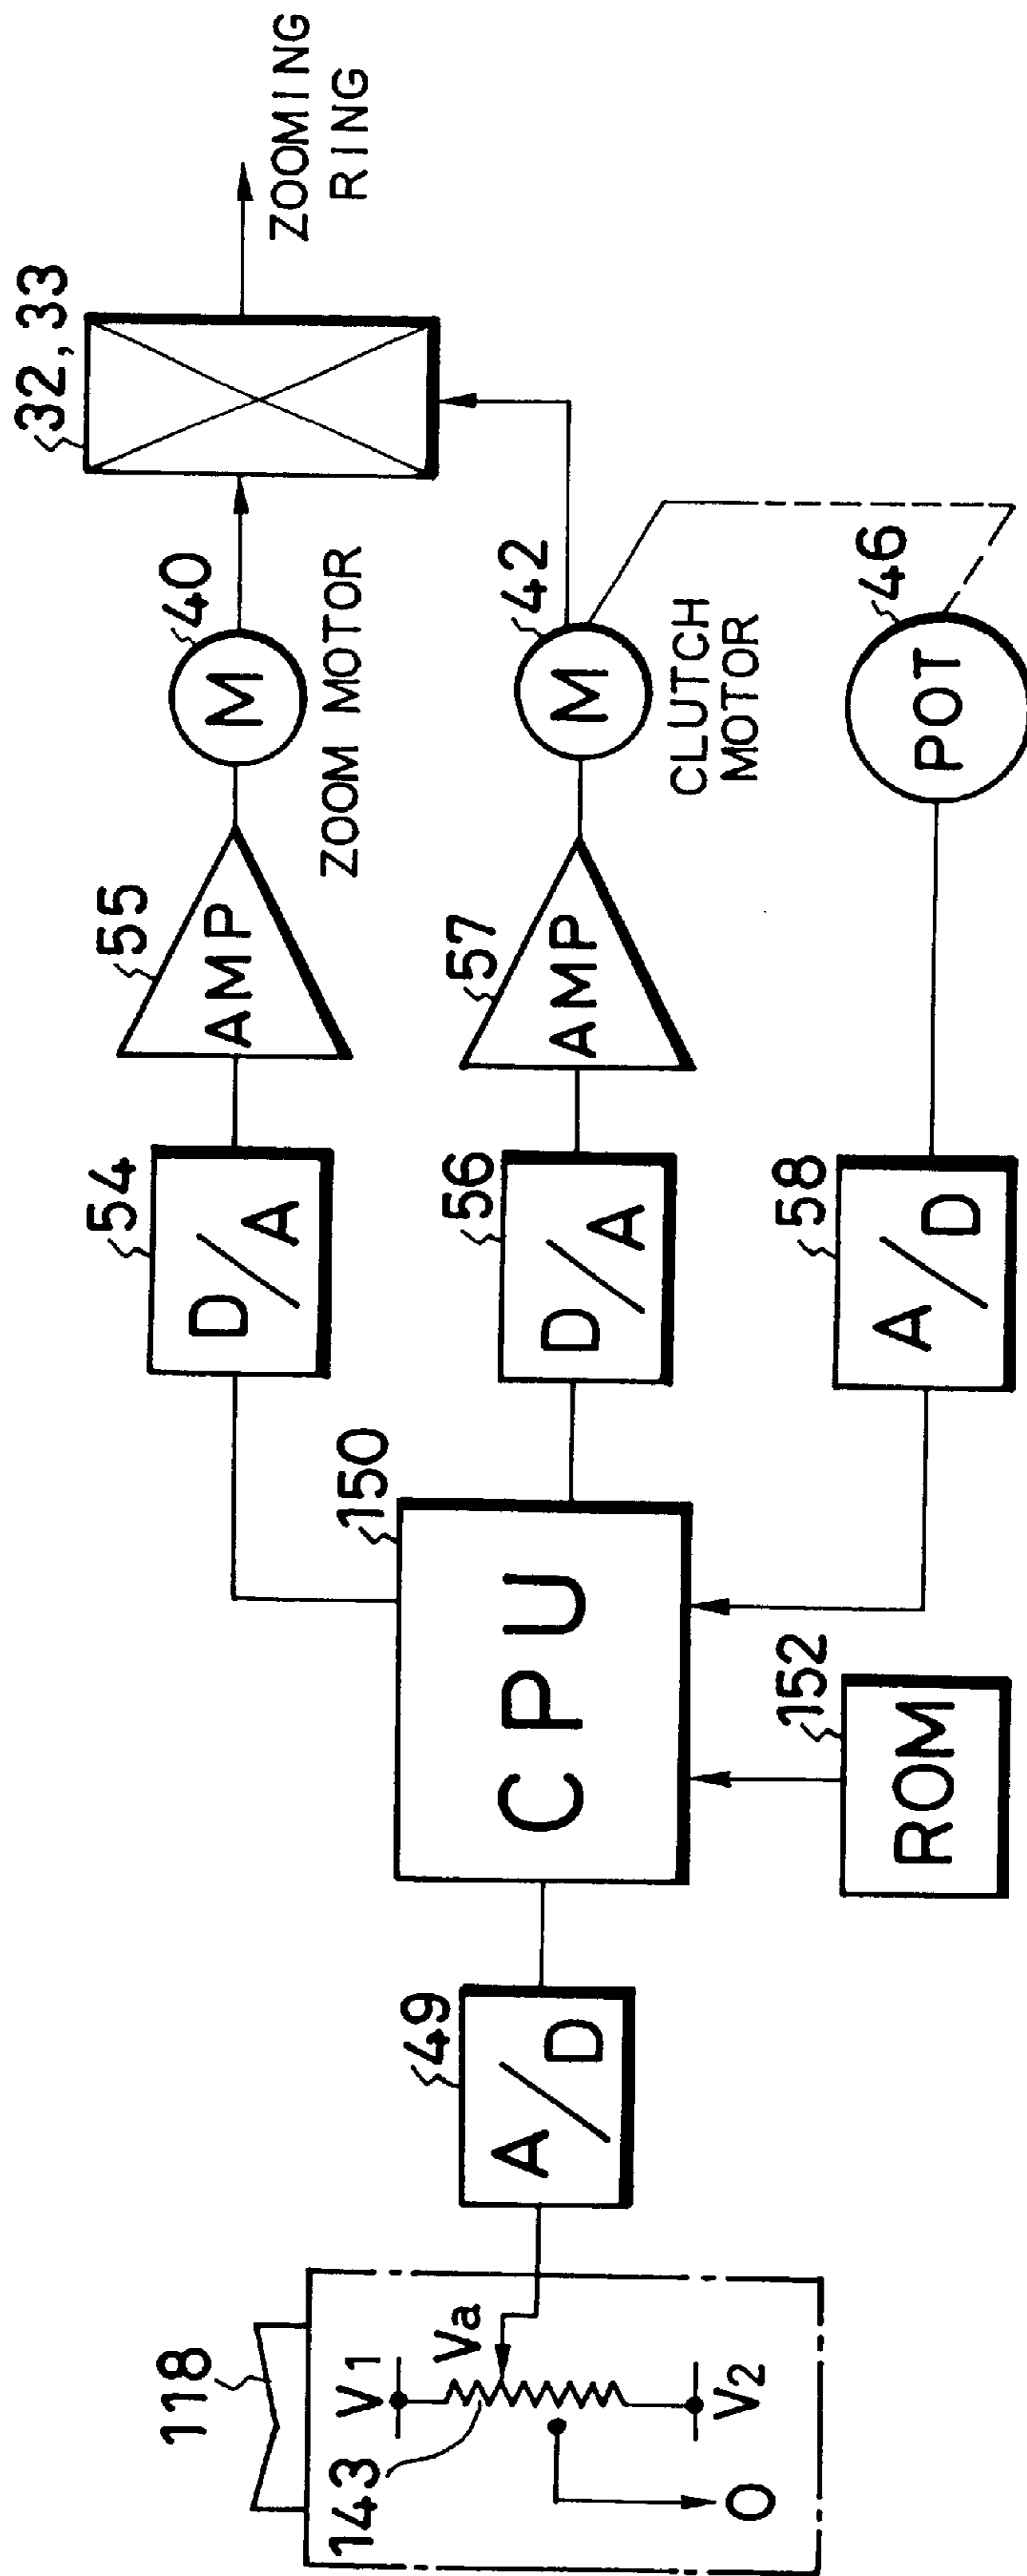 118
143
V1
Va
V2
O
49
A/D
150
CPU
152
ROM
54
D/A
56
D/A
58
A/D
55
AMP
57
AMP
40
M
ZOOM MOTOR
42
M
CLUTCH
MOTOR
46
POT
32, 33
ZOOMING
RING